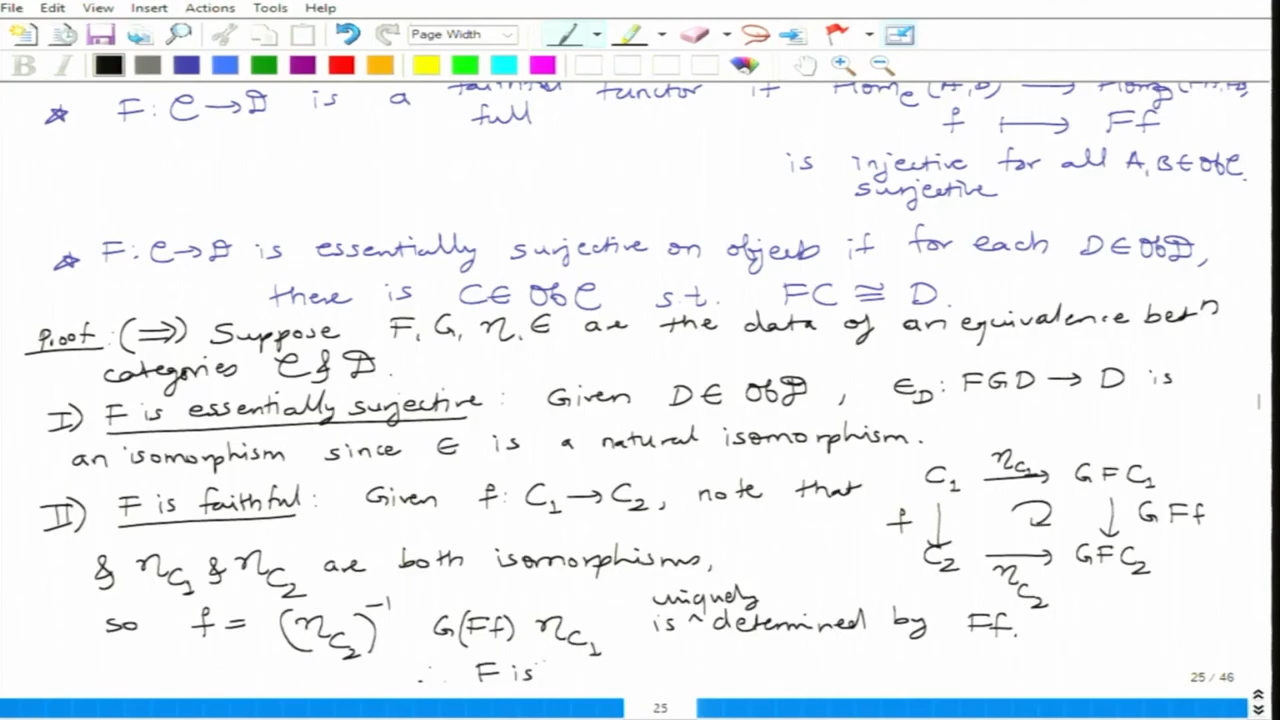 File Edit View Insert Actions Tools Help
Page Width
B I
* F: C → D is a faithful functor if Hom_C (A,B) → Hom_D
full f ⟼ Ff
is injective for all A, B ∈ Ob C.
surjective
* F: C → D is essentially surjective on objects if for each D ∈ Ob D,
there is C ∈ Ob C s.t. FC ≅ D.
Proof: (⇒) Suppose F, G, η, ϵ are the data of an equivalence betⁿ
categories C & D.
I) F is essentially surjective: Given D ∈ Ob D, ϵ_D: FGD → D is
an isomorphism since ϵ is a natural isomorphism.
II) F is faithful: Given f: C₁ → C₂, note that
C₁ η_C₁ → GFC₁
f ↓ ↓ GFf
C₂ → GFC₂
η_C₂
& η_C₁ & η_C₂ are both isomorphisms,
so f = (η_C₂)⁻¹ G(Ff) η_C₁ is ^ uniquely determined by Ff.
∴ F is
25 / 46
25